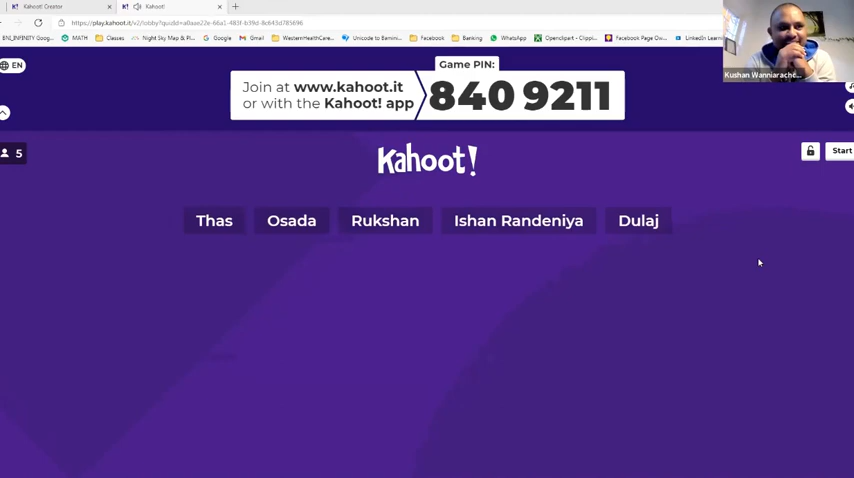 Kahoot! Creator
Kahoot!
https://play.kahoot.it/v2/lobby?quizId=a0aae22e-66a1-483f-b39d-8c643d785696
BNI_INFINITY Goog...
MATH
Classes
Night Sky Map & Pl...
Google
Gmail
WesternHealthCare...
Unicode to Bamini...
Facebook
Banking
WhatsApp
Openclipart - Clippi...
Facebook Page Ow...
LinkedIn Learn
EN
Game PIN:
Join at www.kahoot.it
or with the Kahoot! app
840 9211
Kushan Wanniarachc...
5
Kahoot!
Start
Thas
Osada
Rukshan
Ishan Randeniya
Dulaj